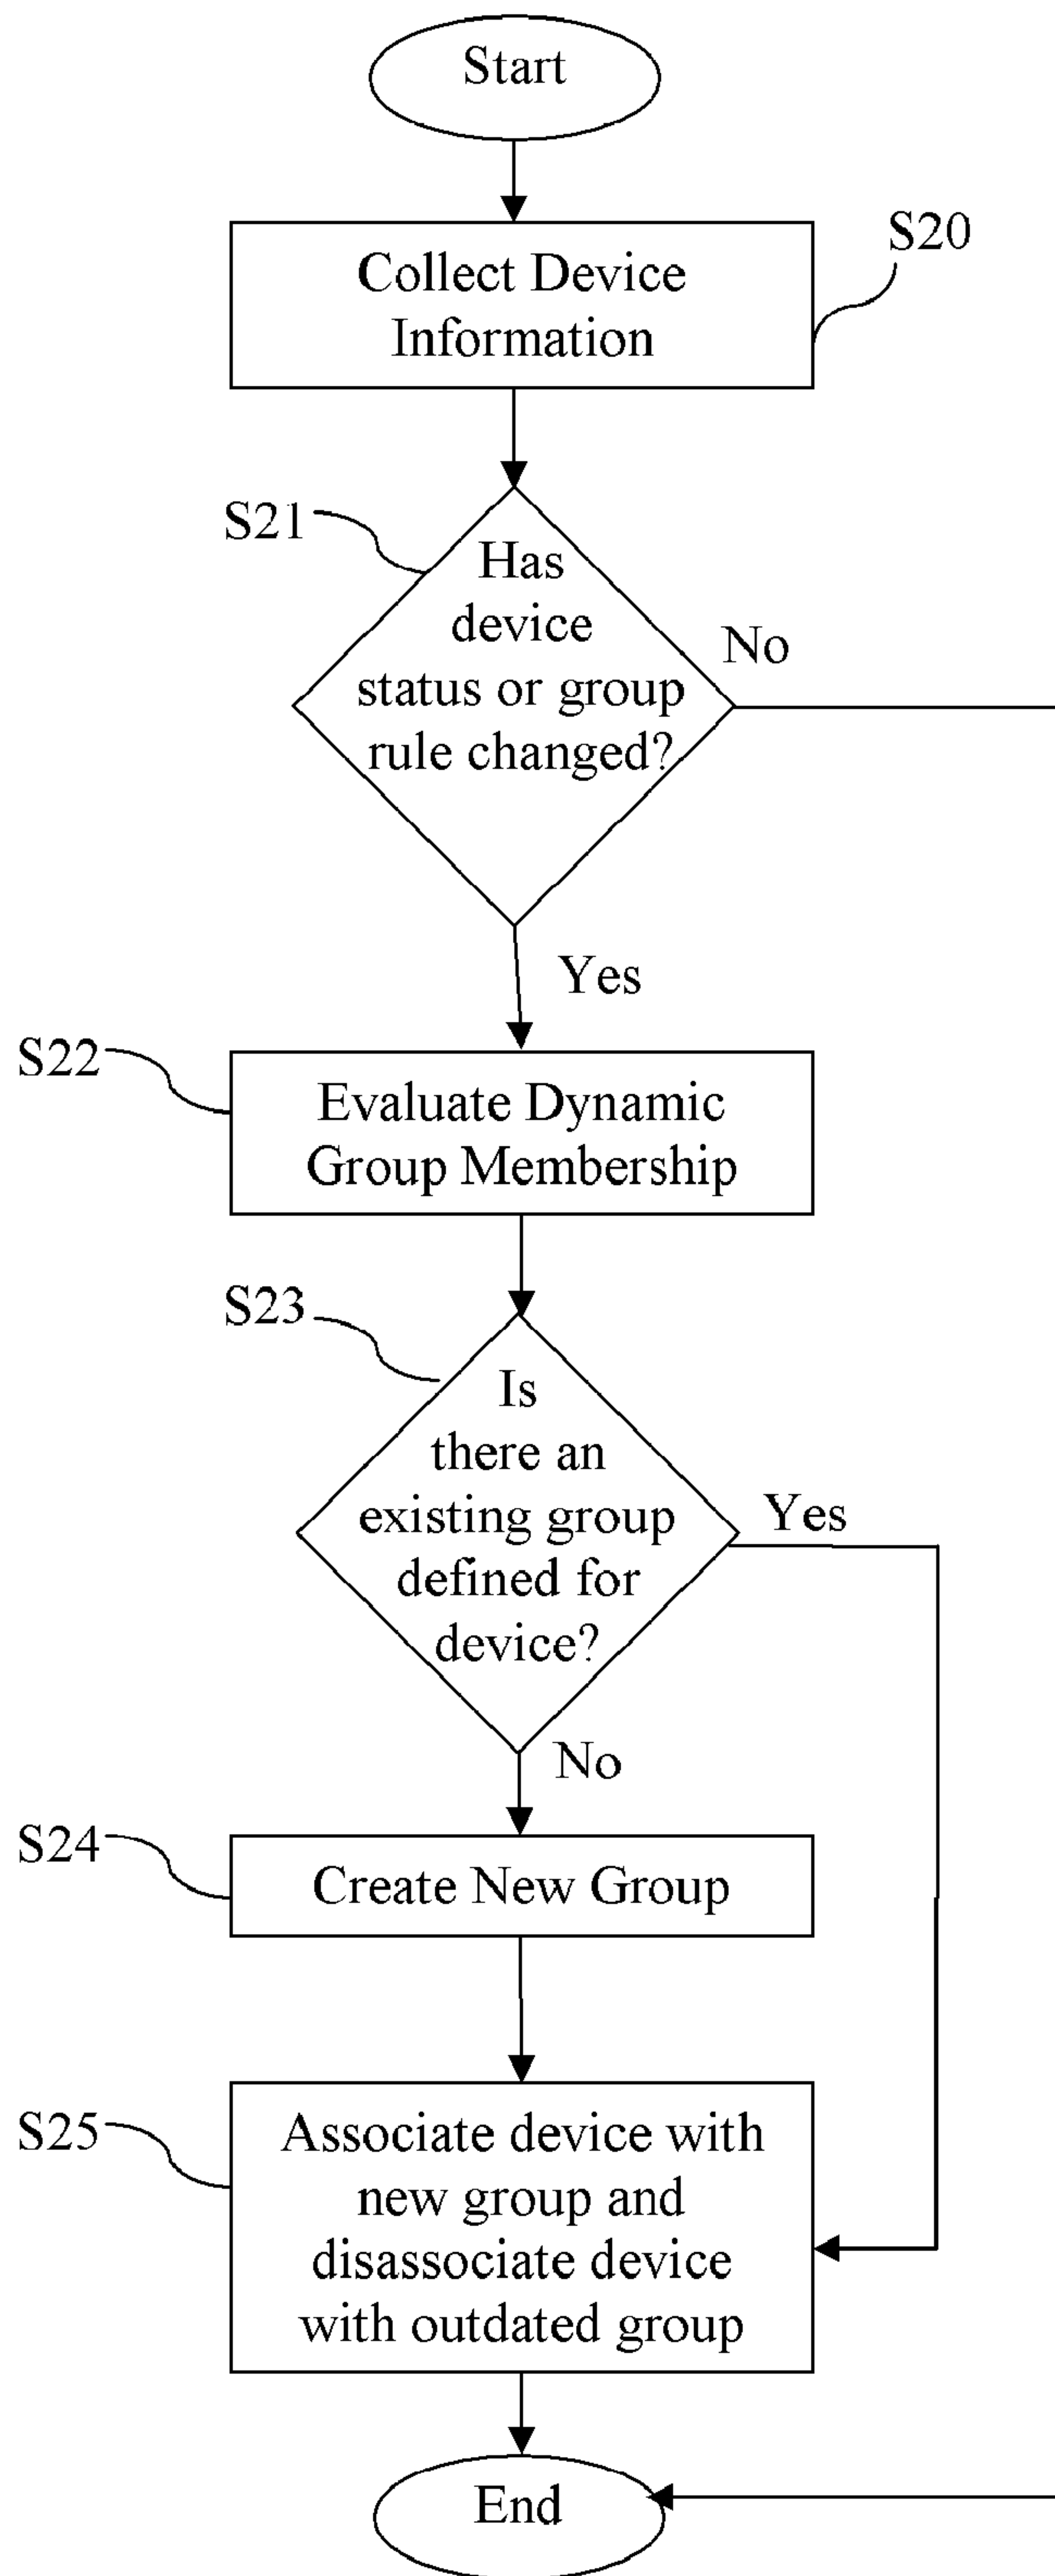 Start
S20
Collect Device
Information
S21
Has
device
status or group
rule changed?
No
Yes
S22
Evaluate Dynamic
Group Membership
S23
Is
there an
existing group
defined for
device?
Yes
No
S24
Create New Group
S25
Associate device with
new group and
disassociate device
with outdated group
End